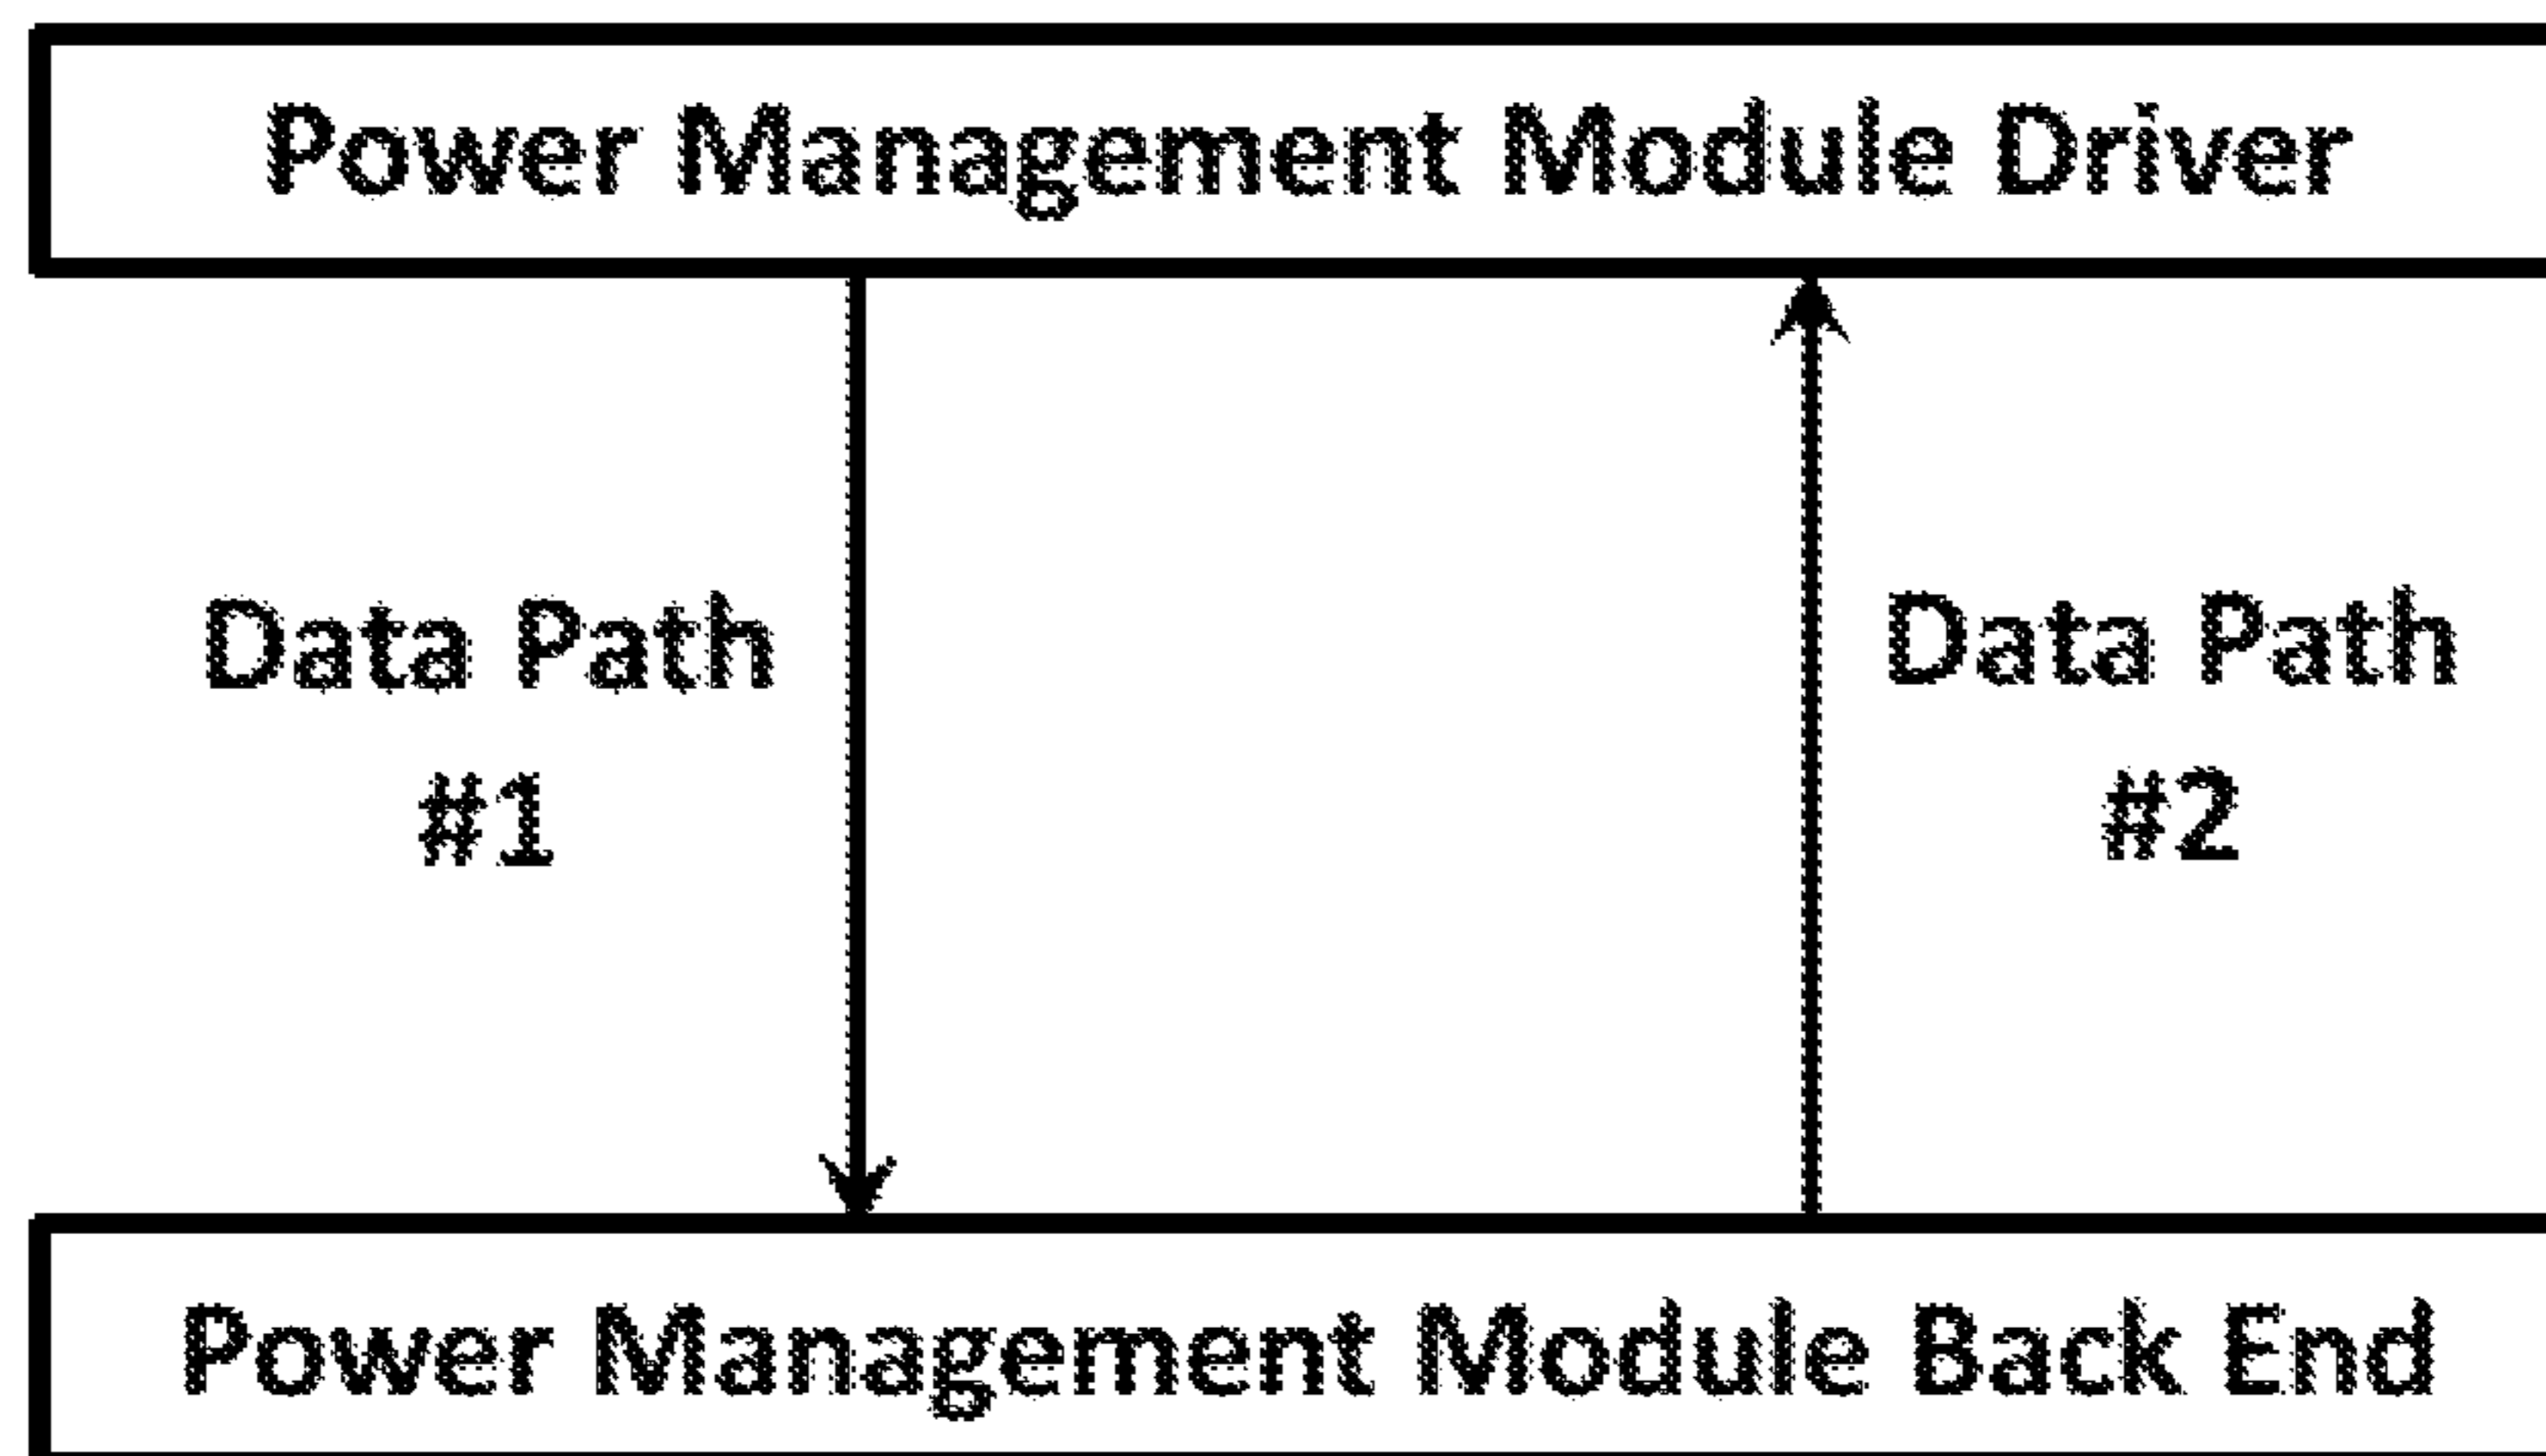 Power Management Module Driver
Data Path
#1
Data Path
#2
Power Management Module Back End